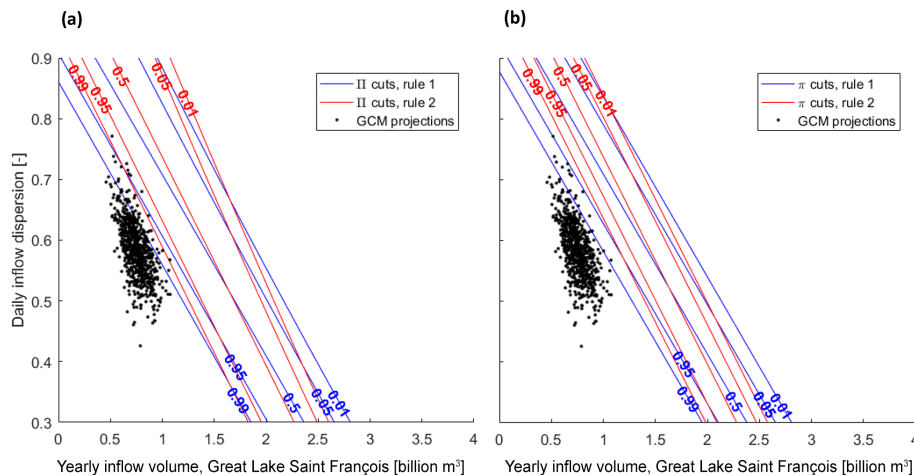 (a)
(b)
0.9
0.8
0.7
0.6
0.5
0.4
0.3
Daily inflow dispersion [-]
0.99
0.95
0.5
0.05
0.01
Π cuts, rule 1
Π cuts, rule 2
GCM projections
0.95
0.99
0.5
0.05
0.01
0 0.5 1 1.5 2 2.5 3 3.5 4
Yearly inflow volume, Great Lake Saint François [billion m³]
0.99
0.95
0.5
0.05
0.01
π cuts, rule 1
π cuts, rule 2
GCM projections
0.95
0.99
0.5
0.05
0.01
0 0.5 1 1.5 2 2.5 3 3.5 4
Yearly inflow volume, Great Lake Saint François [billion m³]